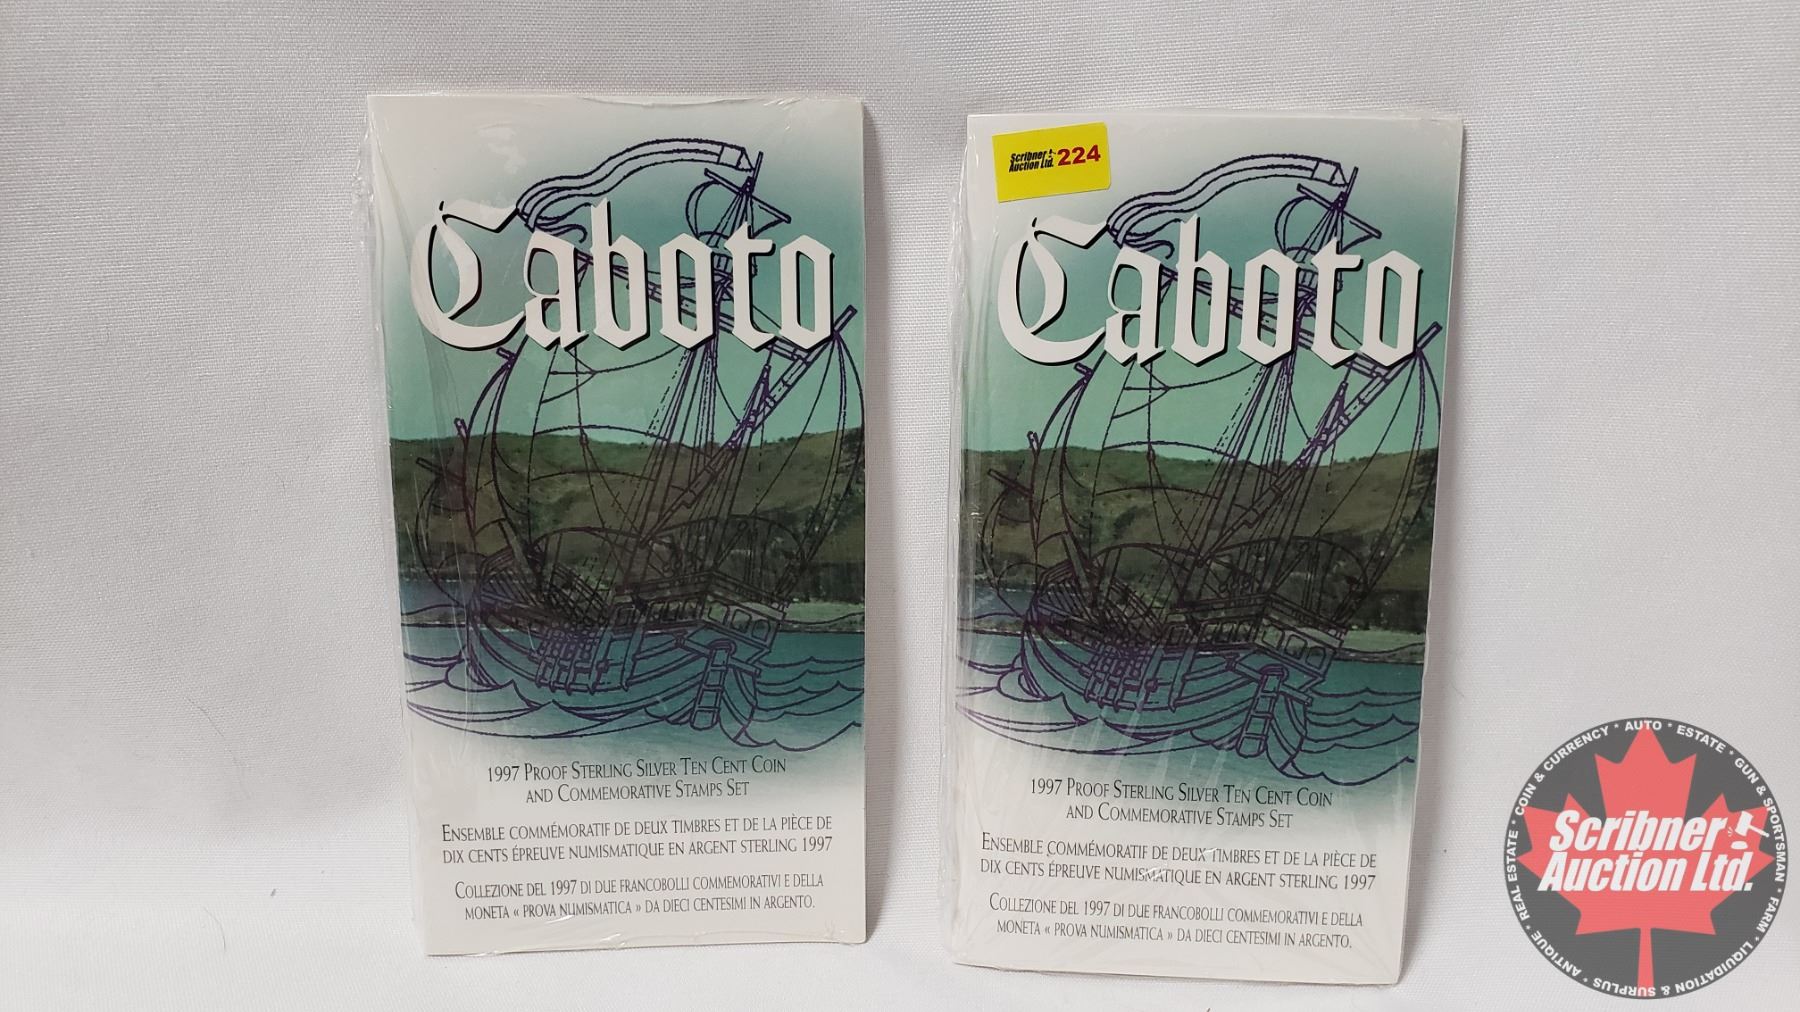 Caboto
1997 PROOF STERLING SILVER TEN CENT COIN
AND COMMEMORATIVE STAMPS SET
ENSEMBLE COMMÉMORATIF DE DEUX TIMBRES ET DE LA PIÈCE DE
DIX CENTS ÉPREUVE NUMISMATIQUE EN ARGENT STERLING 1997
COLLEZIONE DEL 1997 DI DUE FRANCOBOLLI COMMEMORATIVI E DELLA
MONETA « PROVA NUMISMATICA » DA DIECI CENTESIMI IN ARGENTO.
Scribner
Auction Ltd. 224
Caboto
1997 PROOF STERLING SILVER TEN CENT COIN
AND COMMEMORATIVE STAMPS SET
ENSEMBLE COMMÉMORATIF DE DEUX TIMBRES ET DE LA PIÈCE DE
DIX CENTS ÉPREUVE NUMISMATIQUE EN ARGENT STERLING 1997
COLLEZIONE DEL 1997 DI DUE FRANCOBOLLI COMMEMORATIVI E DELLA
MONETA « PROVA NUMISMATICA » DA DIECI CENTESIMI IN ARGENTO.
Scribner
Auction Ltd.
* REAL ESTATE * COIN & CURRENCY * AUTO * ESTATE * GUN & SPORTSMAN * FARM * LIQUIDATION & SURPLUS * ANTIQUE